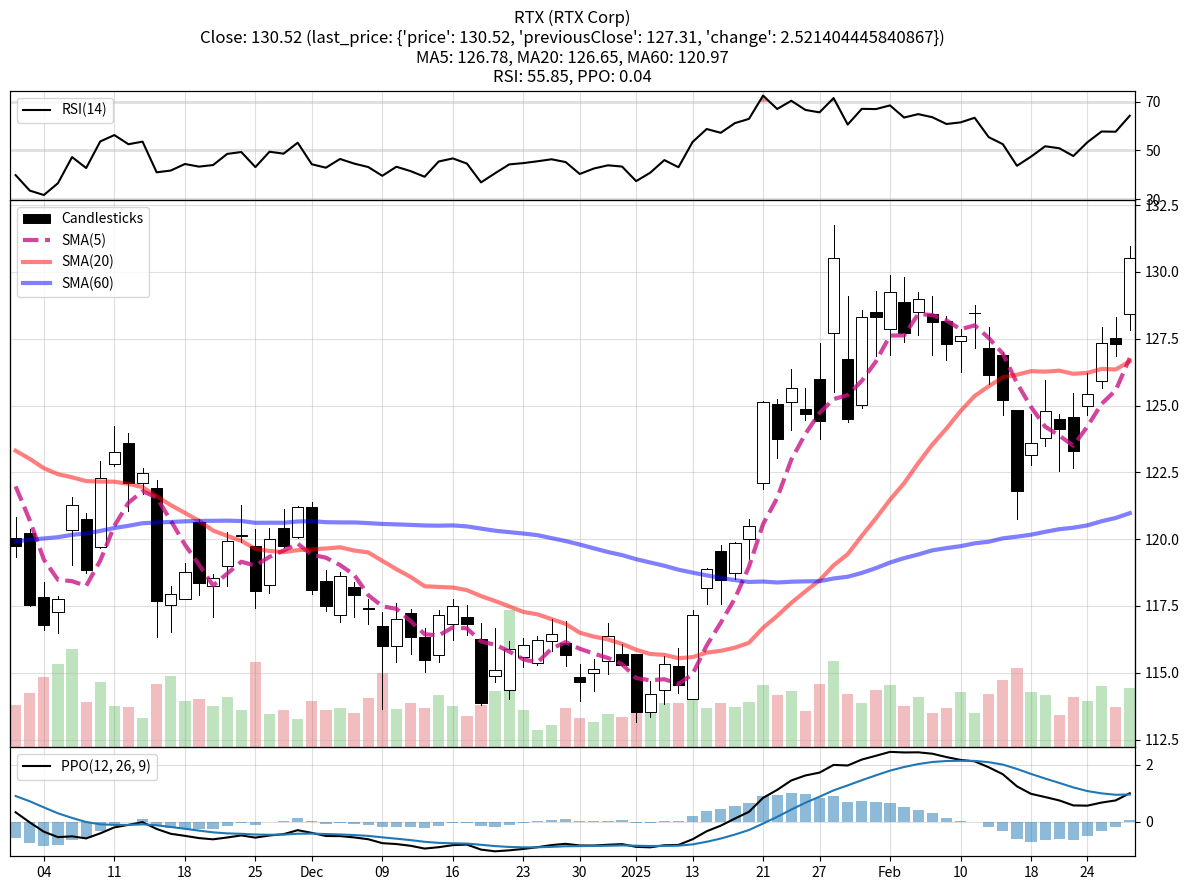 RTX (RTX Corp)
Close: 130.52 (last_price: {'price': 130.52, 'previousClose': 127.31, 'change': 2.521404445840867})
MA5: 126.78, MA20: 126.65, MA60: 120.97
RSI: 55.85, PPO: 0.04
RSI(14)
70
50
30
Candlesticks
SMA(5)
SMA(20)
SMA(60)
132.5
130.0
127.5
125.0
122.5
120.0
117.5
115.0
112.5
PPO(12, 26, 9)
2
0
04 11 18 25 Dec 09 16 23 30 2025 13 21 27 Feb 10 18 24